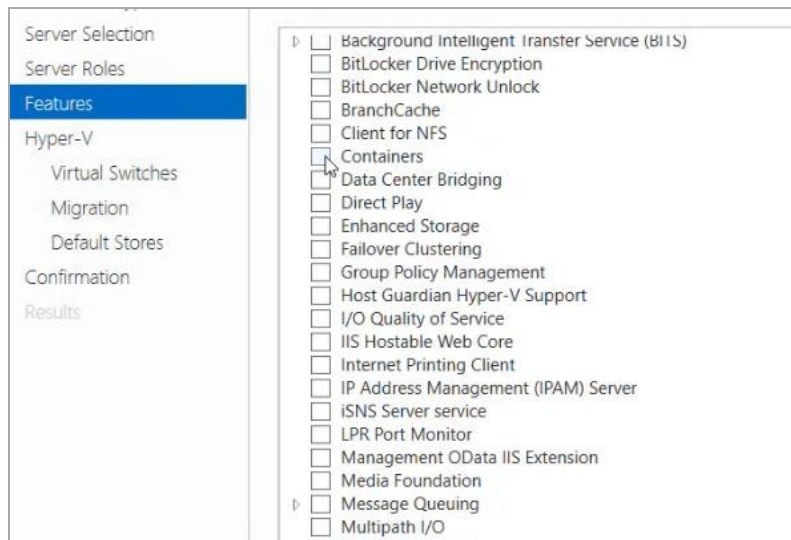 Server Selection
Server Roles
Features
Hyper-V
Virtual Switches
Migration
Default Stores
Confirmation
Results
Background Intelligent Transfer Service (BITS)
BitLocker Drive Encryption
BitLocker Network Unlock
BranchCache
Client for NFS
Containers
Data Center Bridging
Direct Play
Enhanced Storage
Failover Clustering
Group Policy Management
Host Guardian Hyper-V Support
I/O Quality of Service
IIS Hostable Web Core
Internet Printing Client
IP Address Management (IPAM) Server
iSNS Server service
LPR Port Monitor
Management OData IIS Extension
Media Foundation
Message Queuing
Multipath I/O